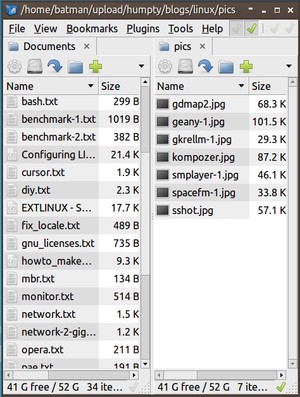 /home/batman/upload/humpty/blogs/linux/pics
File View Bookmarks Plugins Tools Help
Documents
Name Size
bash.txt 299 B
benchmark-1.txt 1019 B
benchmark-2.txt 382 B
Configuring LI... 21.4 K
cursor.txt 1.9 K
diy.txt 2.3 K
EXTLINUX - S... 17.7 K
fix_locale.txt 489 B
gnu_licenses.txt 735 B
howto_make... 9.3 K
mbr.txt 134 B
monitor.txt 514 B
network.txt 1.5 K
network-2-gig... 1.2 K
opera.txt 211 B
pae.txt 191 B
41 G free / 52 G 34 ite...
pics
Name Size
gdmap2.jpg 68.3 K
geany-1.jpg 101.5 K
gkrellm-1.jpg 29.3 K
kompozer.jpg 87.2 K
smplayer-1.jpg 46.1 K
spacefm-1.jpg 33.8 K
sshot.jpg 57.1 K
41 G free / 52 G 7 ite...